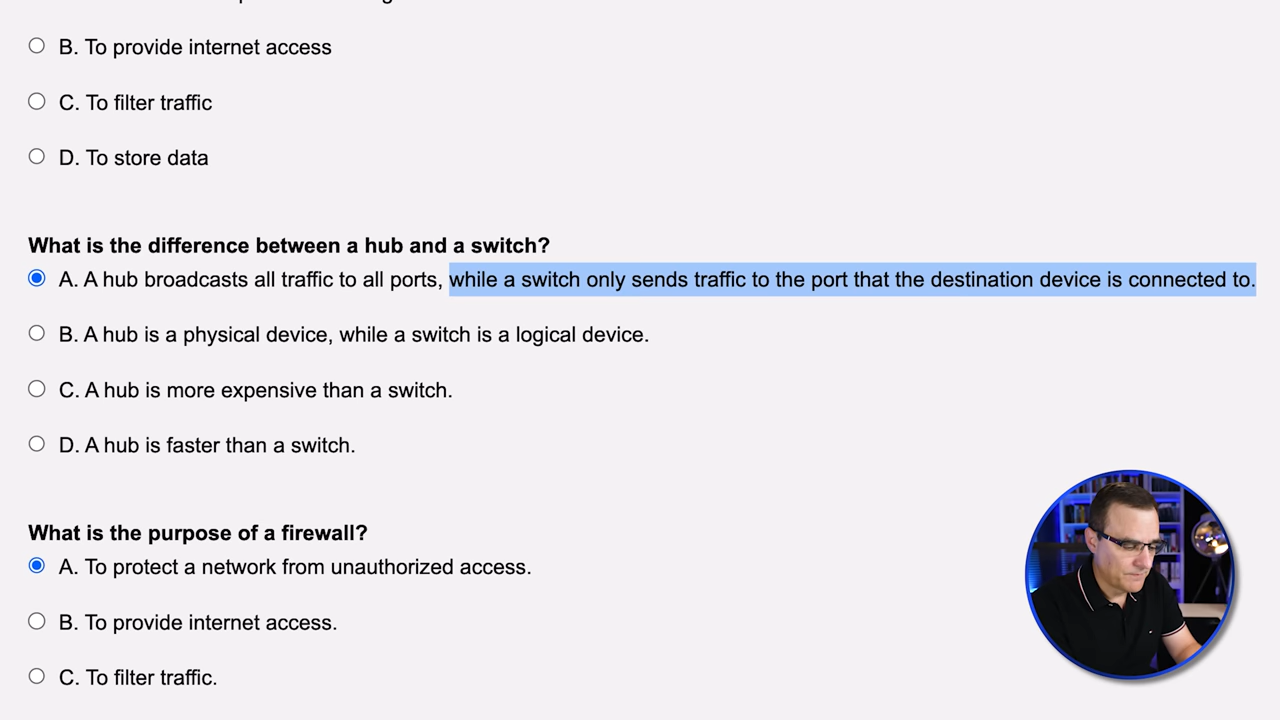 B. To provide internet access
C. To filter traffic
D. To store data
What is the difference between a hub and a switch?
A. A hub broadcasts all traffic to all ports, while a switch only sends traffic to the port that the destination device is connected to.
B. A hub is a physical device, while a switch is a logical device.
C. A hub is more expensive than a switch.
D. A hub is faster than a switch.
What is the purpose of a firewall?
A. To protect a network from unauthorized access.
B. To provide internet access.
C. To filter traffic.